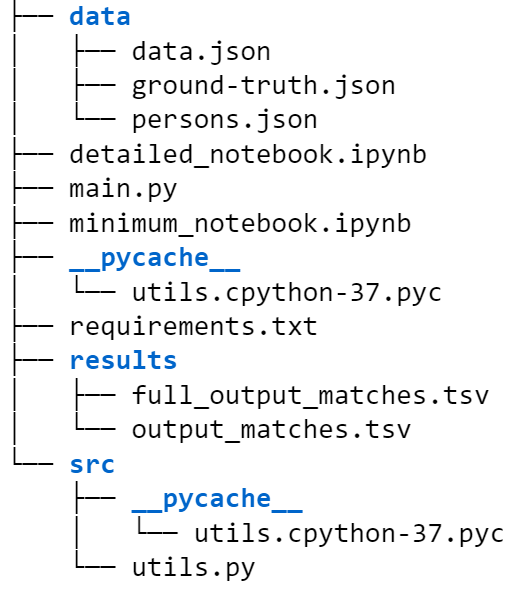 ├── data
│   ├── data.json
│   ├── ground-truth.json
│   └── persons.json
├── detailed_notebook.ipynb
├── main.py
├── minimum_notebook.ipynb
├── __pycache__
│   └── utils.cpython-37.pyc
├── requirements.txt
├── results
│   ├── full_output_matches.tsv
│   └── output_matches.tsv
└── src
    ├── __pycache__
    │   └── utils.cpython-37.pyc
    └── utils.py